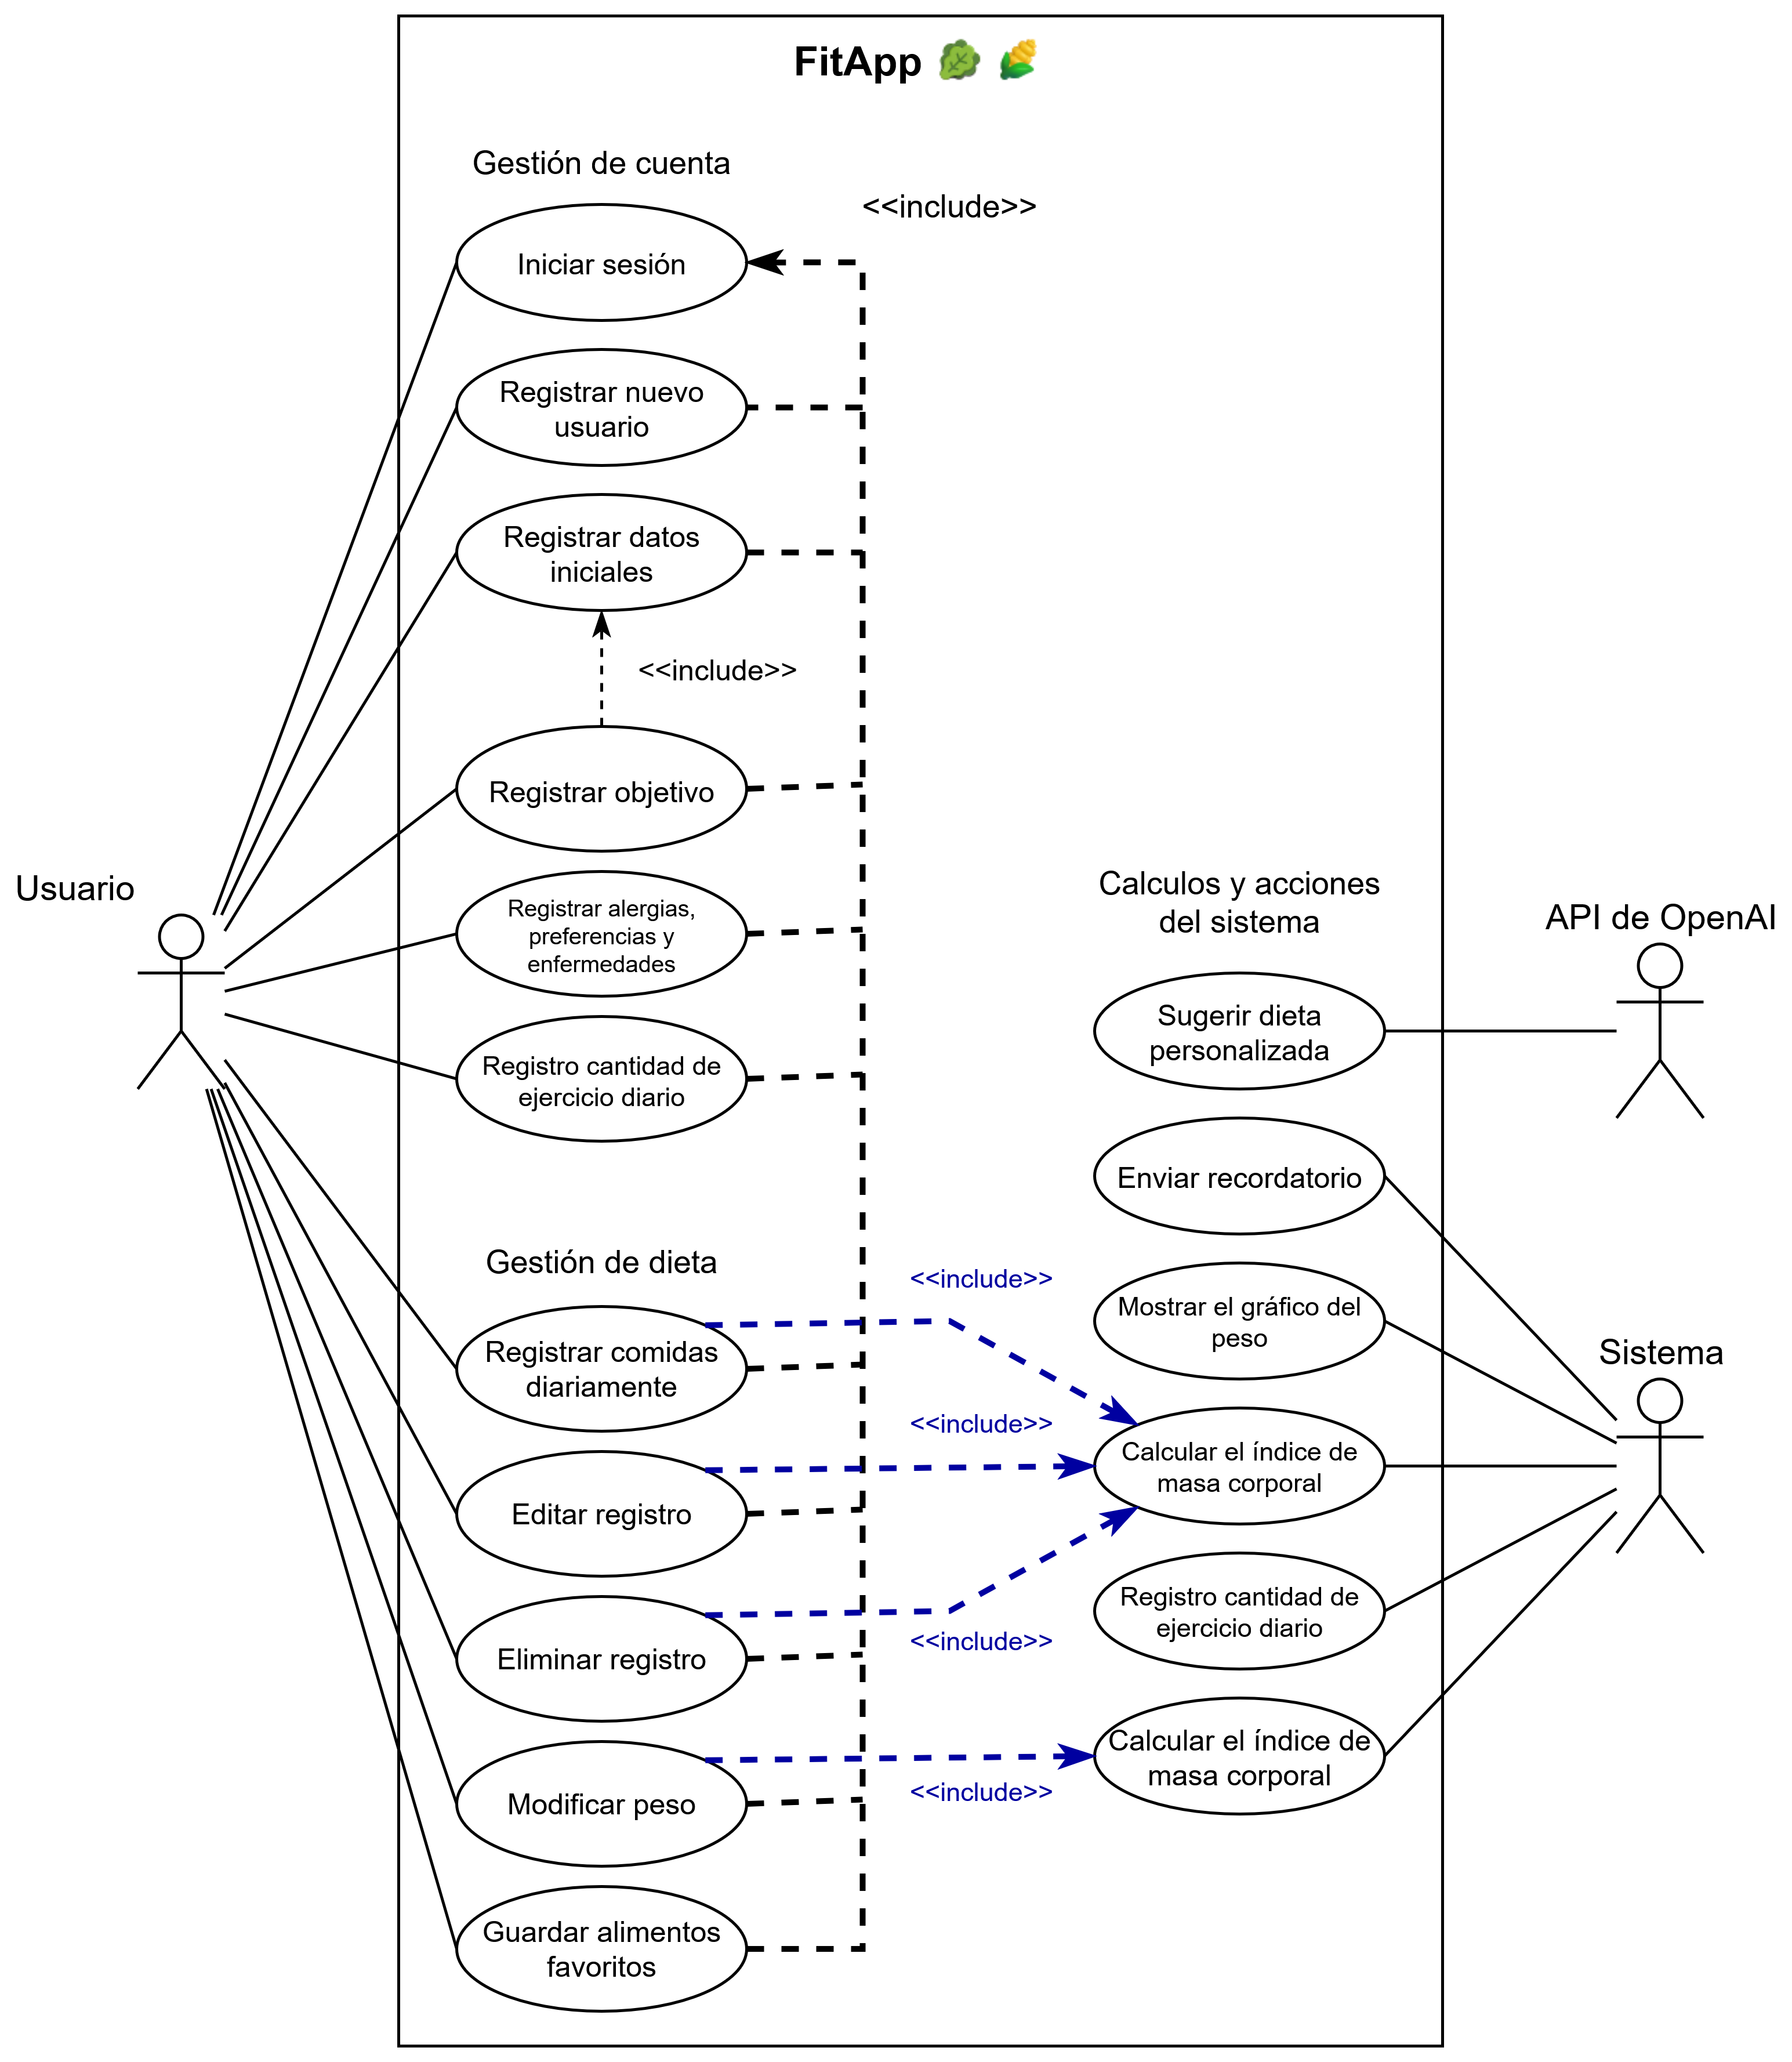 FitApp 🥬 🌽
Gestión de cuenta
<<include>>
Iniciar sesión
Registrar nuevo
usuario
Registrar datos
iniciales
<<include>>
Registrar objetivo
Registrar alergias,
preferencias y
enfermedades
Registro cantidad de
ejercicio diario
Usuario
Gestión de dieta
Registrar comidas
diariamente
Editar registro
Eliminar registro
Modificar peso
Guardar alimentos
favoritos
<<include>>
<<include>>
<<include>>
<<include>>
Calculos y acciones
del sistema
Sugerir dieta
personalizada
Enviar recordatorio
Mostrar el gráfico del
peso
Calcular el índice de
masa corporal
Registro cantidad de
ejercicio diario
Calcular el índice de
masa corporal
API de OpenAI
Sistema